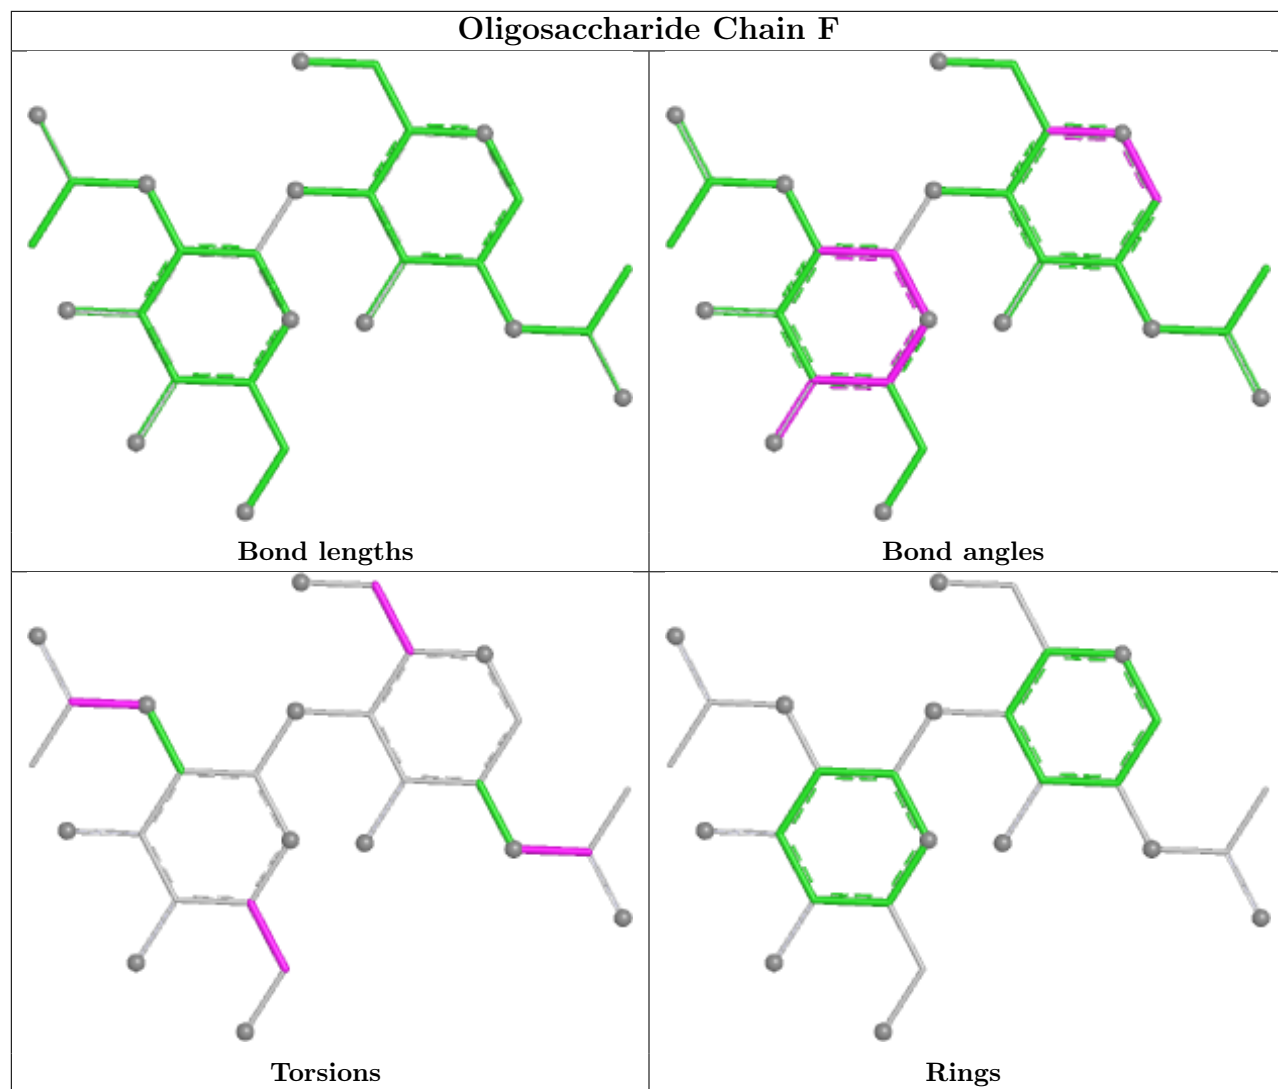 Oligosaccharide Chain F
Bond lengths
Bond angles
Torsions
Rings